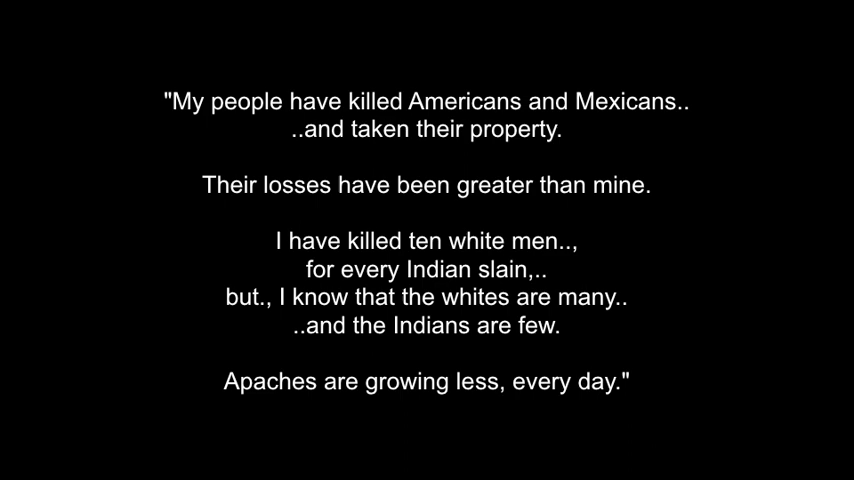 "My people have killed Americans and Mexicans..
..and taken their property.
Their losses have been greater than mine.
I have killed ten white men..,
for every Indian slain,..
but., I know that the whites are many..
..and the Indians are few.
Apaches are growing less, every day."